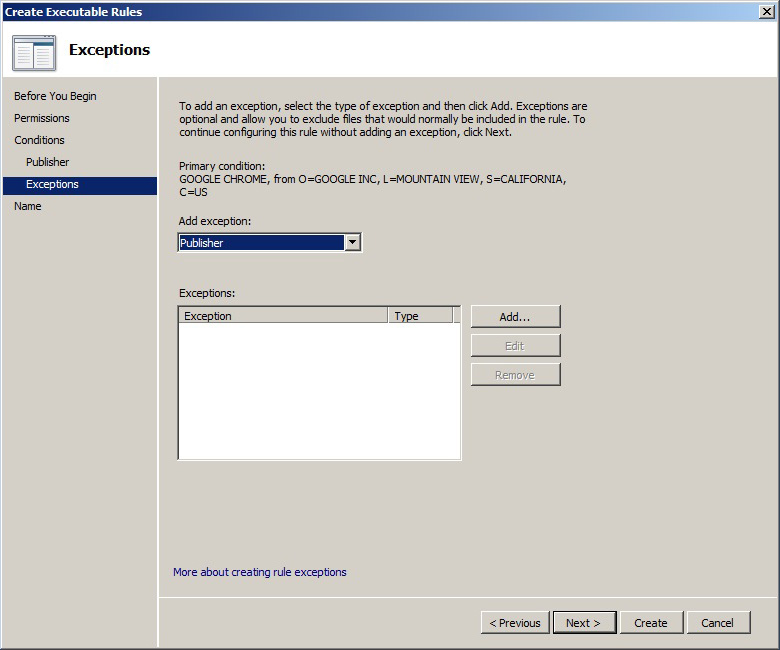 Create Executable Rules
Exceptions
Before You Begin
Permissions
Conditions
Publisher
Exceptions
Name
To add an exception, select the type of exception and then click Add. Exceptions are
optional and allow you to exclude files that would normally be included in the rule. To
continue configuring this rule without adding an exception, click Next.
Primary condition:
GOOGLE CHROME, from O=GOOGLE INC, L=MOUNTAIN VIEW, S=CALIFORNIA,
C=US
Add exception:
Publisher
Exceptions:
Exception Type
Add...
Edit
Remove
More about creating rule exceptions
< Previous Next > Create Cancel